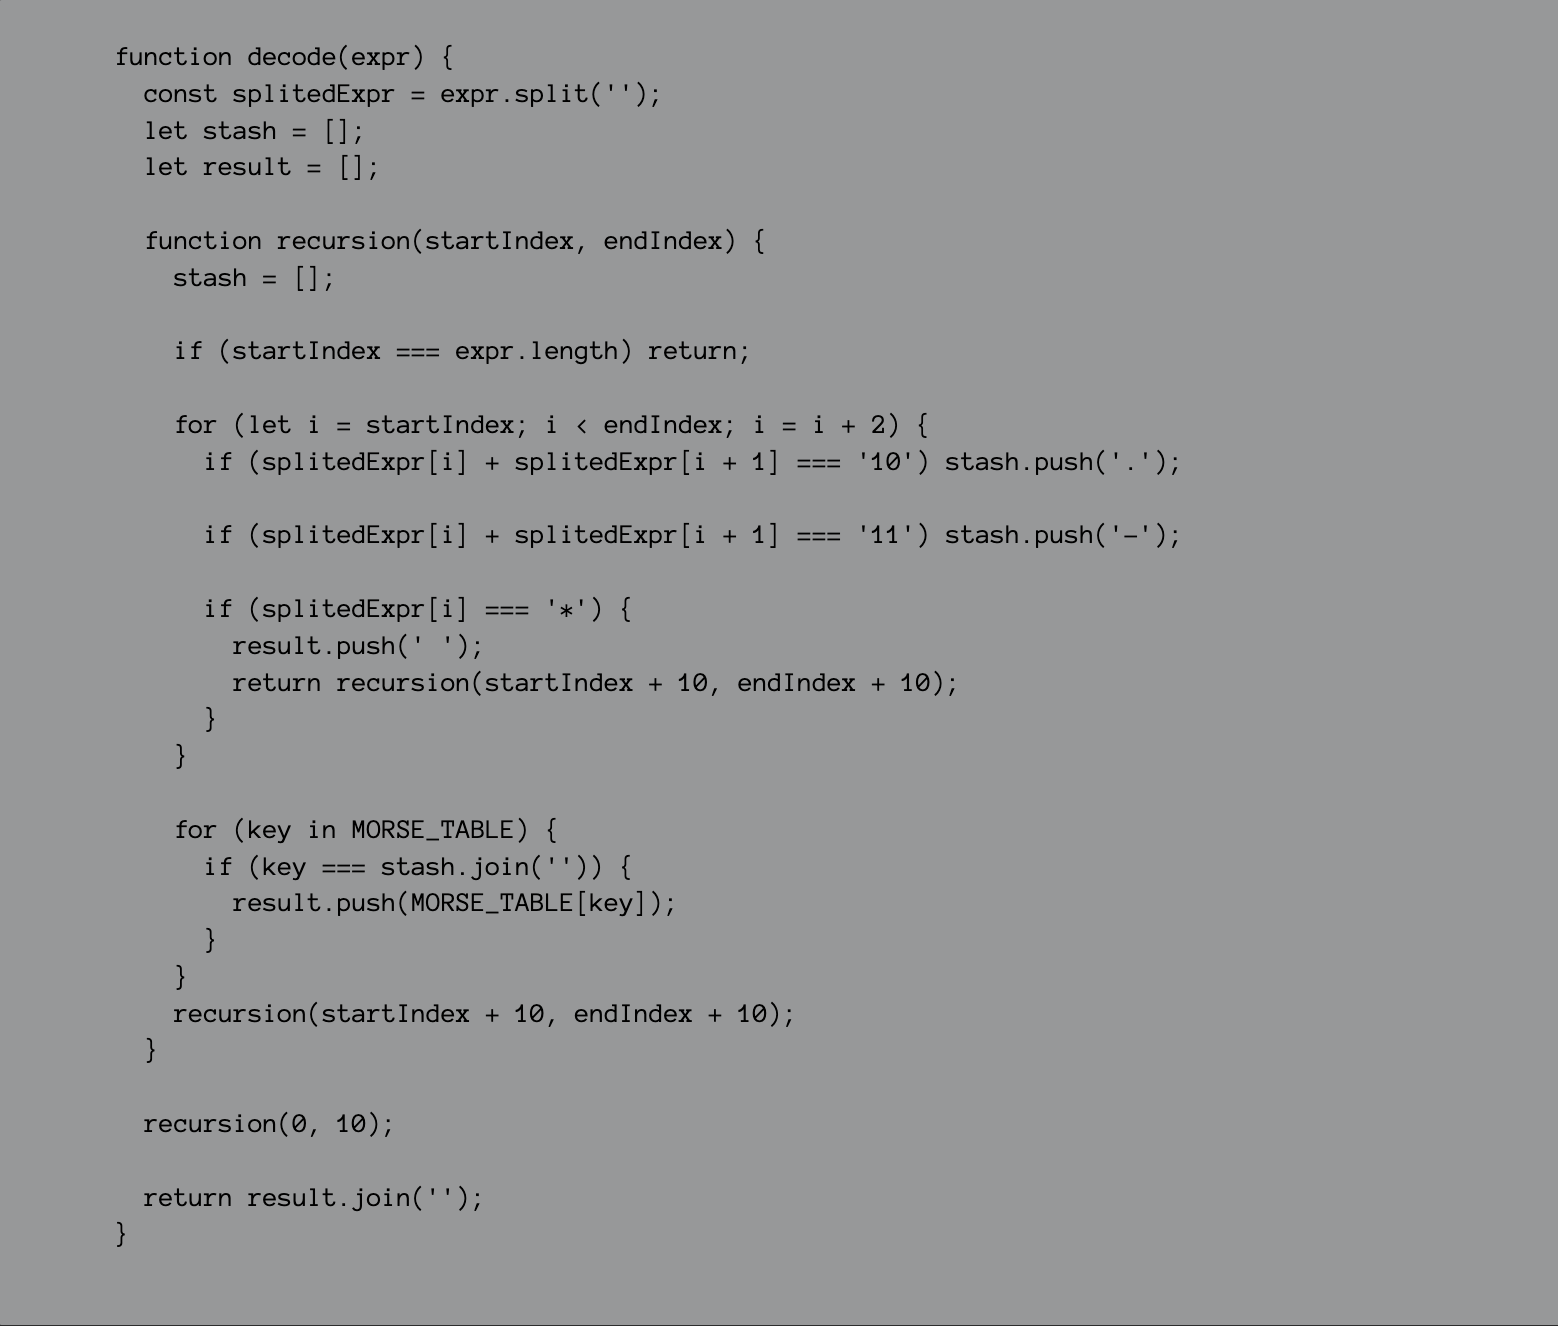 function decode(expr) {
  const splitedExpr = expr.split('');
  let stash = [];
  let result = [];

  function recursion(startIndex, endIndex) {
    stash = [];

    if (startIndex === expr.length) return;

    for (let i = startIndex; i < endIndex; i = i + 2) {
      if (splitedExpr[i] + splitedExpr[i + 1] === '10') stash.push('.');

      if (splitedExpr[i] + splitedExpr[i + 1] === '11') stash.push('-');

      if (splitedExpr[i] === '*') {
        result.push(' ');
        return recursion(startIndex + 10, endIndex + 10);
      }
    }

    for (key in MORSE_TABLE) {
      if (key === stash.join('')) {
        result.push(MORSE_TABLE[key]);
      }
    }
    recursion(startIndex + 10, endIndex + 10);
  }

  recursion(0, 10);

  return result.join('');
}